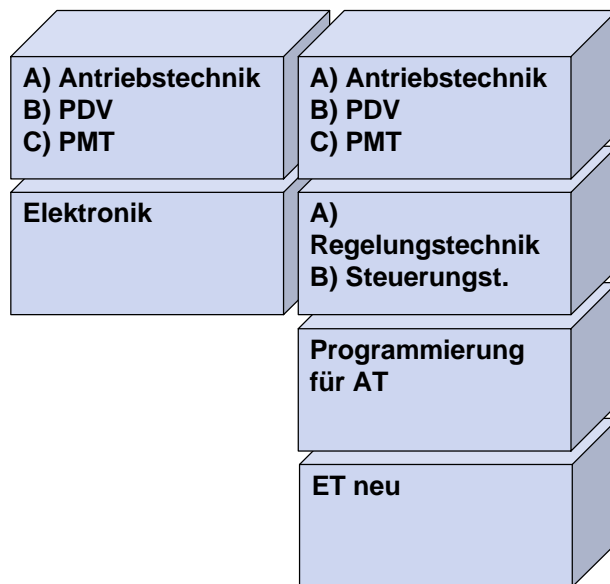 A) Antriebstechnik
B) PDV
C) PMT
Elektronik
A) Antriebstechnik
B) PDV
C) PMT
A)
Regelungstechnik
B) Steuerungst.
Programmierung
für AT
ET neu